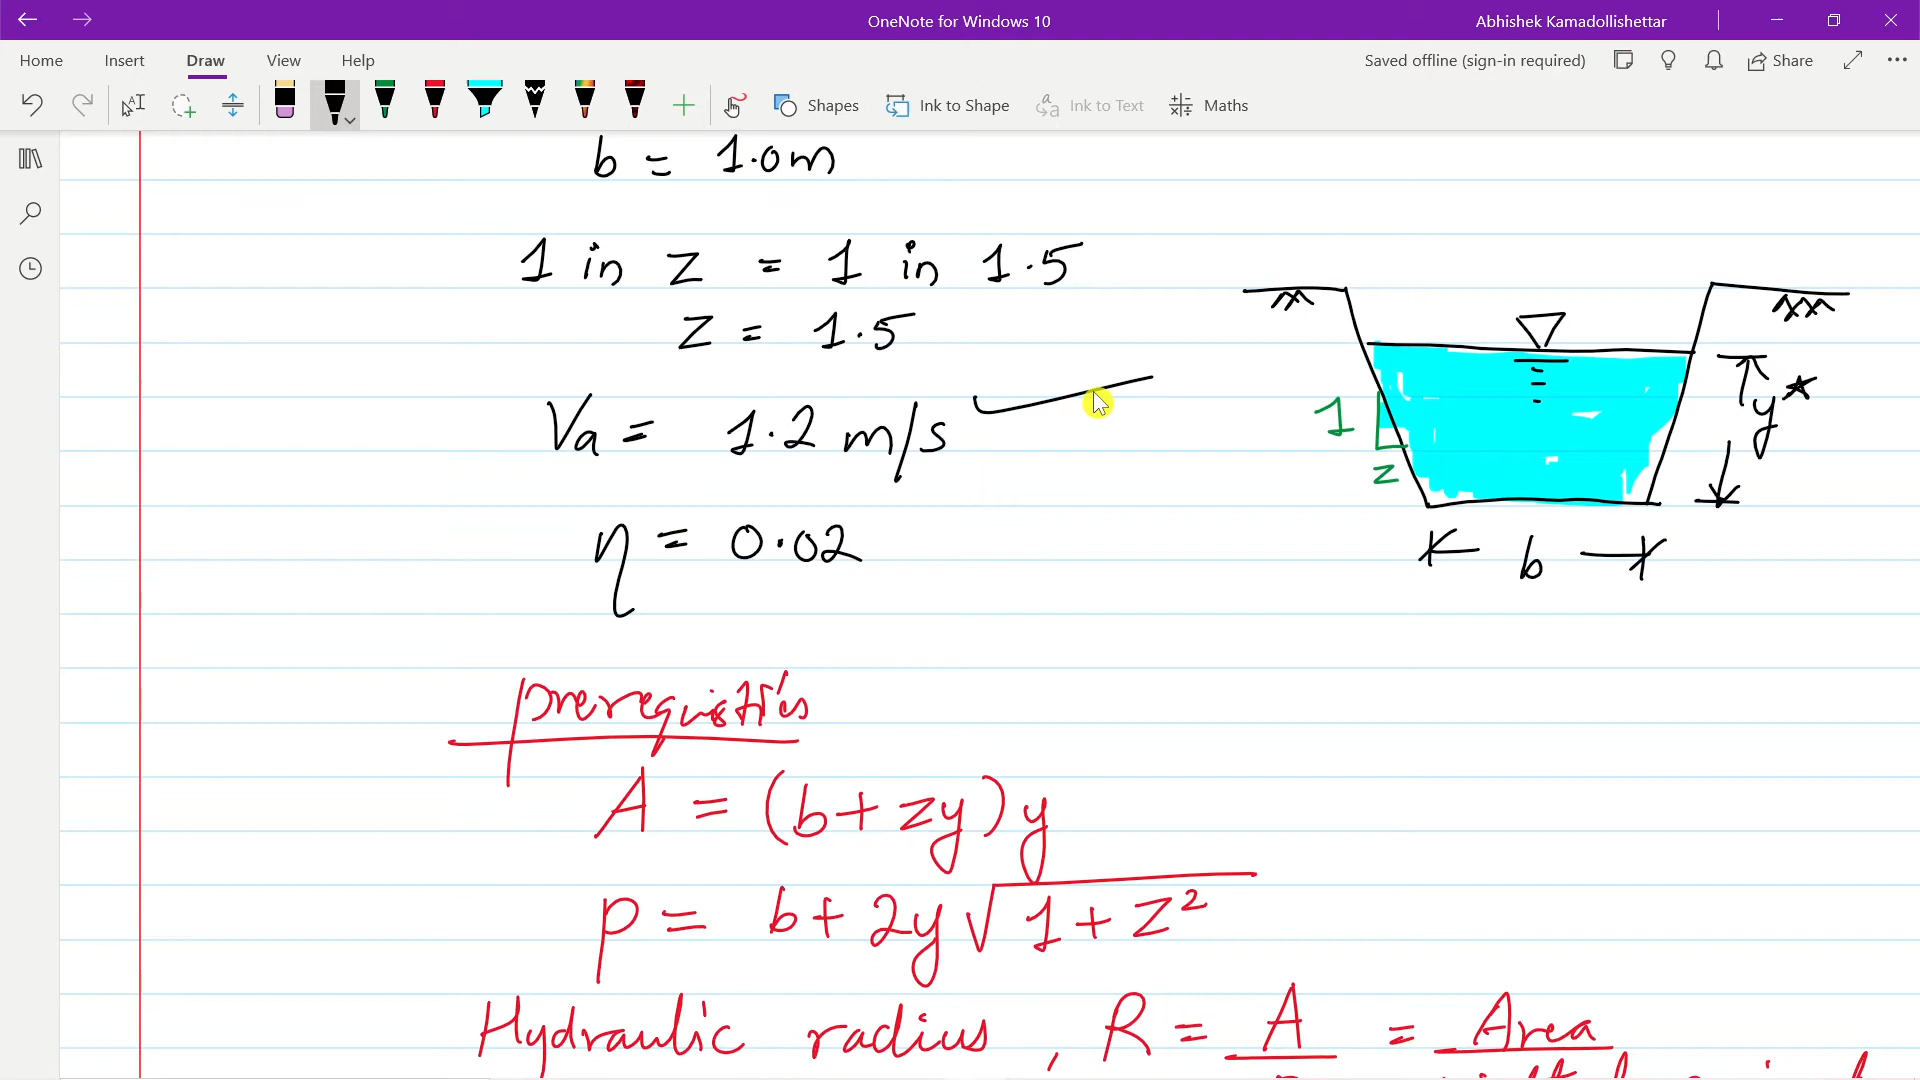 OneNote for Windows 10
Abhishek Kamadollishettar
Home Insert Draw View Help
Saved offline (sign-in required) Share
Shapes Ink to Shape Ink to Text Maths
b = 1.0m
1 in z = 1 in 1.5
z = 1.5
Va = 1.2 m/s
η = 0.02
1
z
y*
b
prerequistics
A = (b+zy)y
P = b+2y√1+z²
Hydraulic radius, R = A = Area